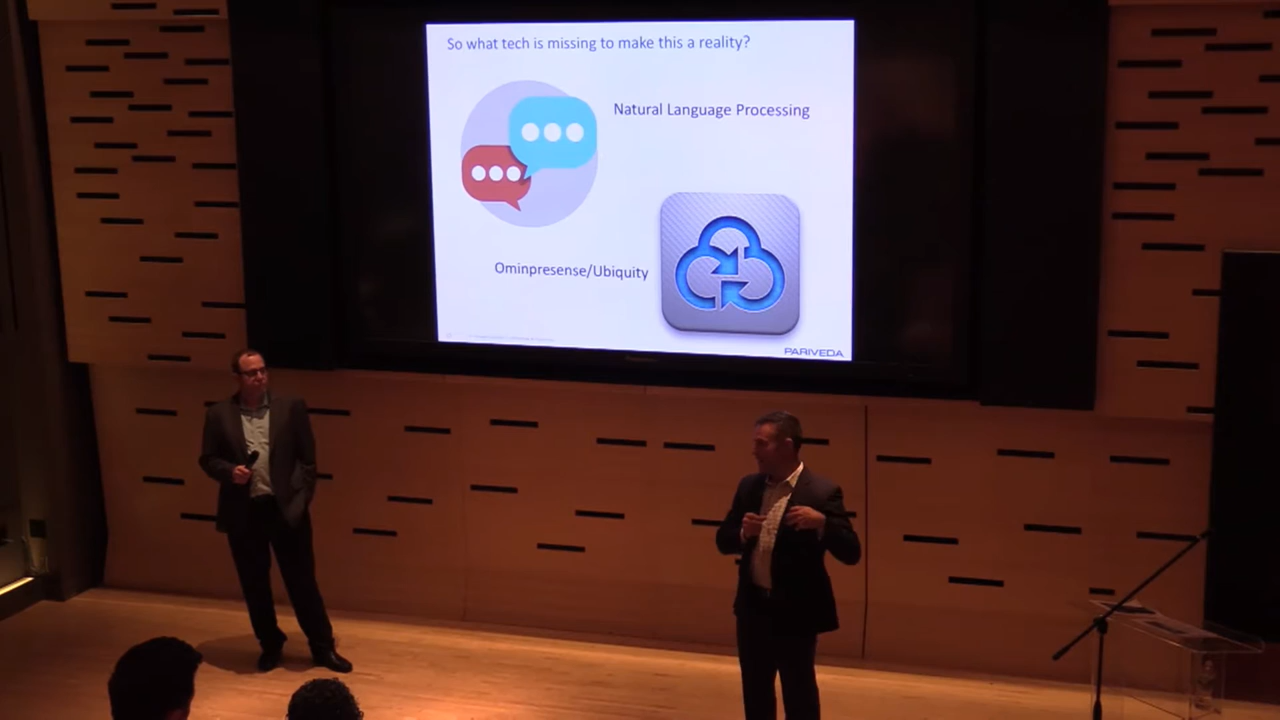 So what tech is missing to make this a reality?
Natural Language Processing
Ominpresense/Ubiquity
PARIVEDA